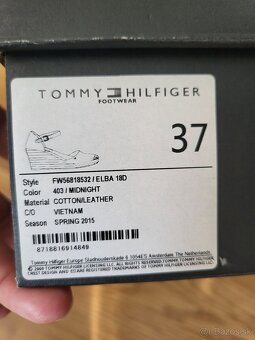 TOMMY HILFIGER
FOOTWEAR
37
Style FW56818532 / ELBA 18D
Color 403 / MIDNIGHT
Material COTTON/LEATHER
C/O VIETNAM
Season SPRING 2015
8718816914849
Tommy Hilfiger Europe Stadhouderskade 6 1054ES Amsterdam The Netherlands